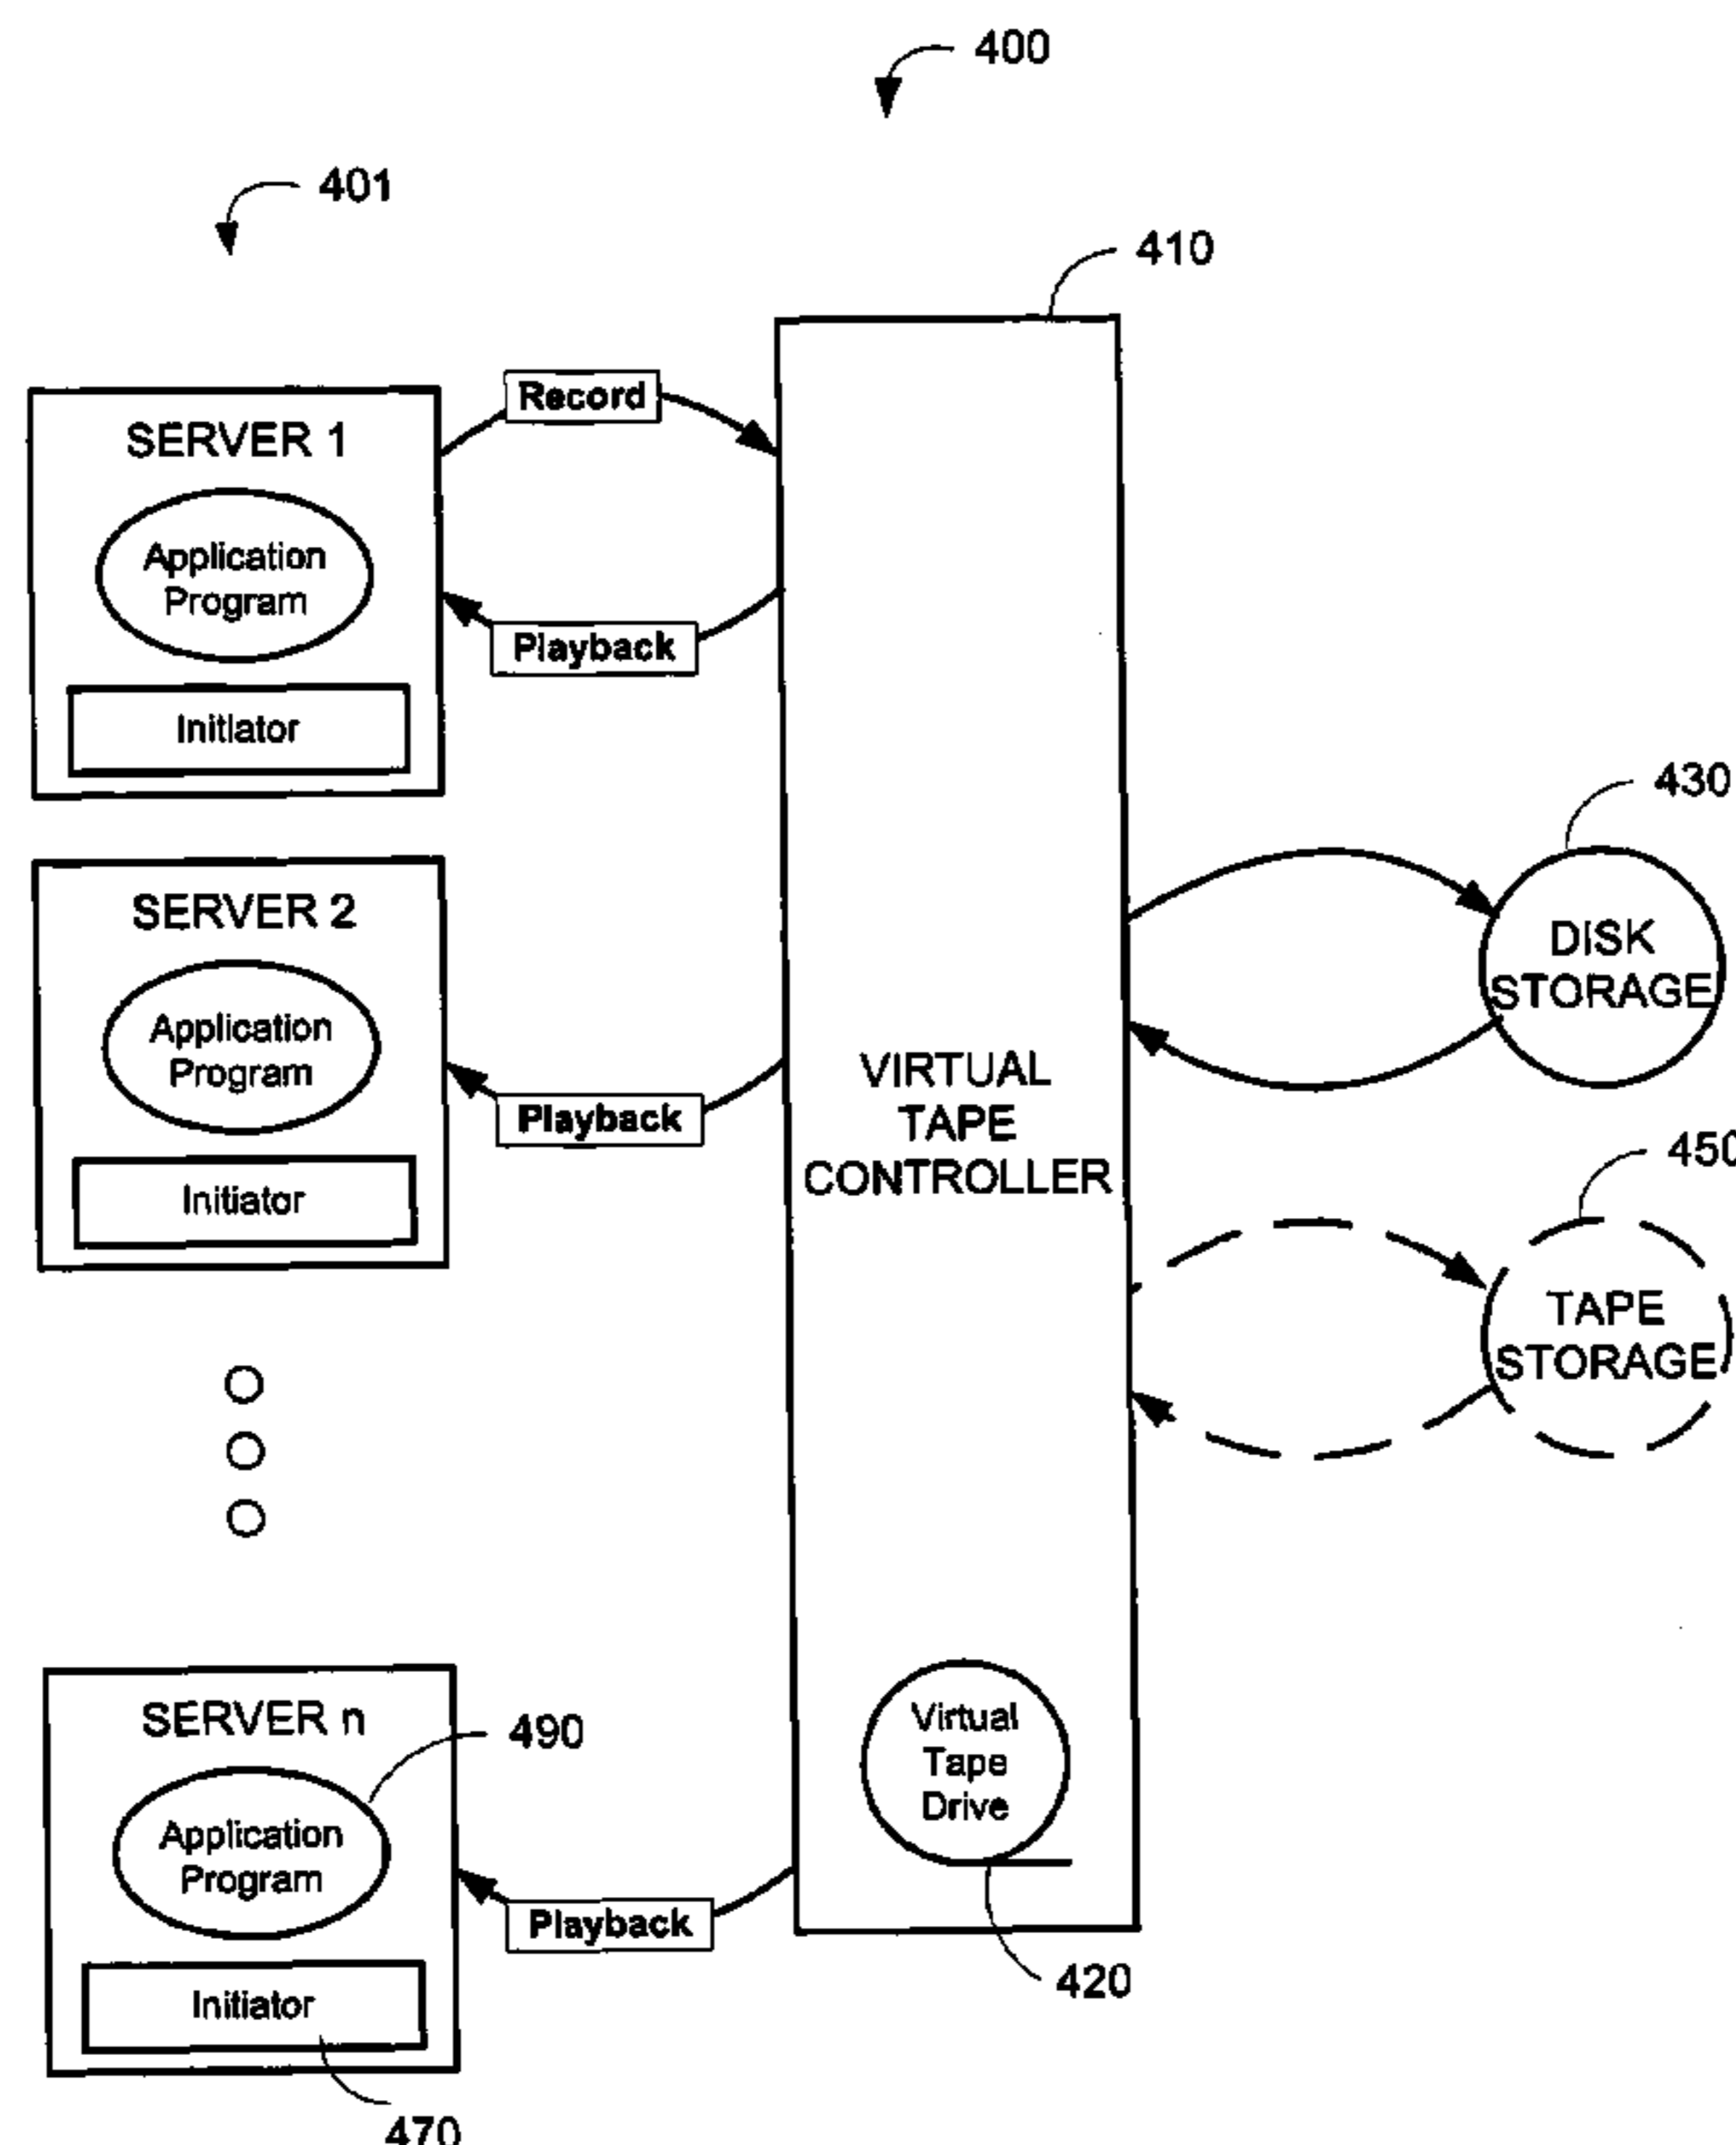 400
401
410
SERVER 1
Application
Program
Initiator
Record
Playback
SERVER 2
Application
Program
Initiator
Playback
SERVER n
Application
Program
490
Initiator
470
Playback
VIRTUAL
TAPE
CONTROLLER
Virtual
Tape
Drive
420
430
DISK
STORAGE
450
TAPE
STORAGE